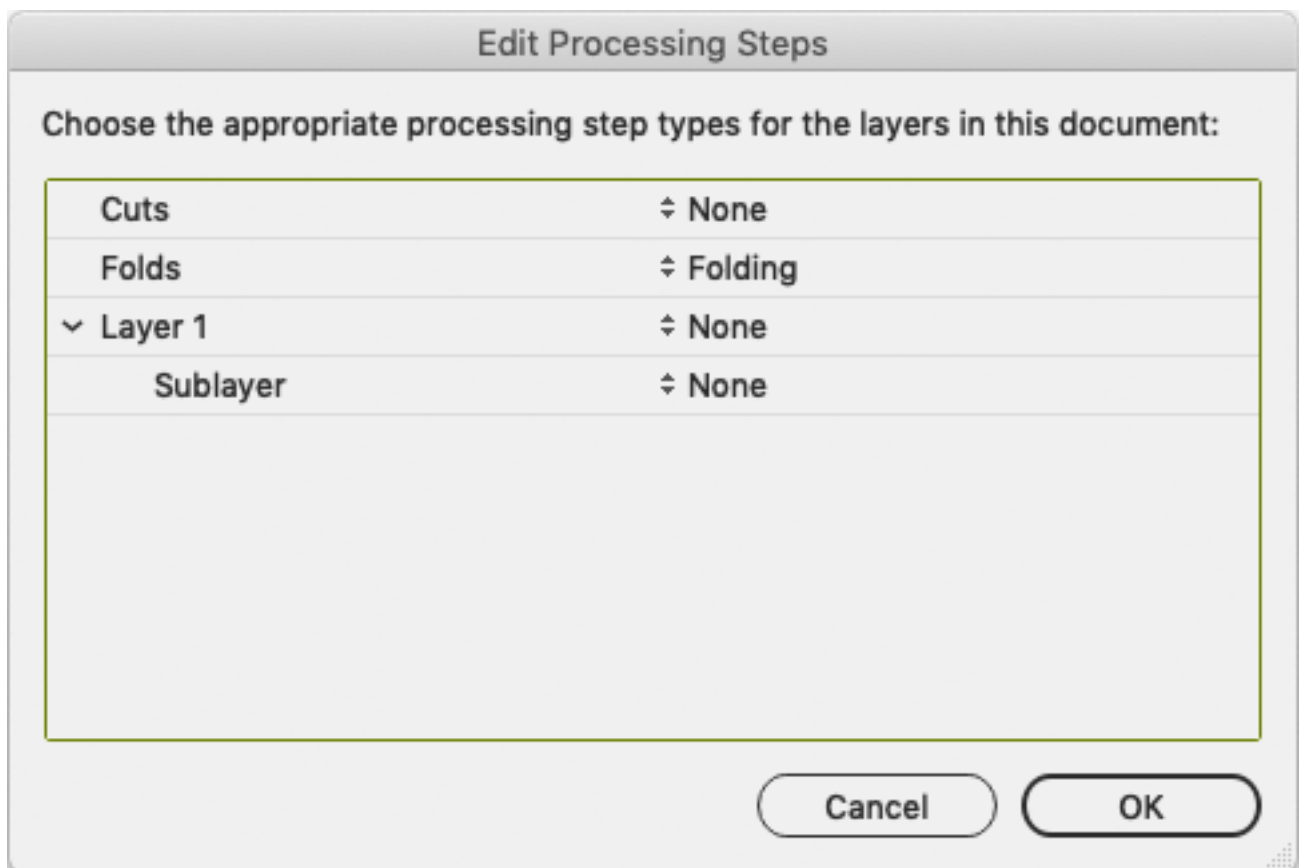 Edit Processing Steps
Choose the appropriate processing step types for the layers in this document:
Cuts None
Folds Folding
Layer 1 None
Sublayer None
Cancel OK